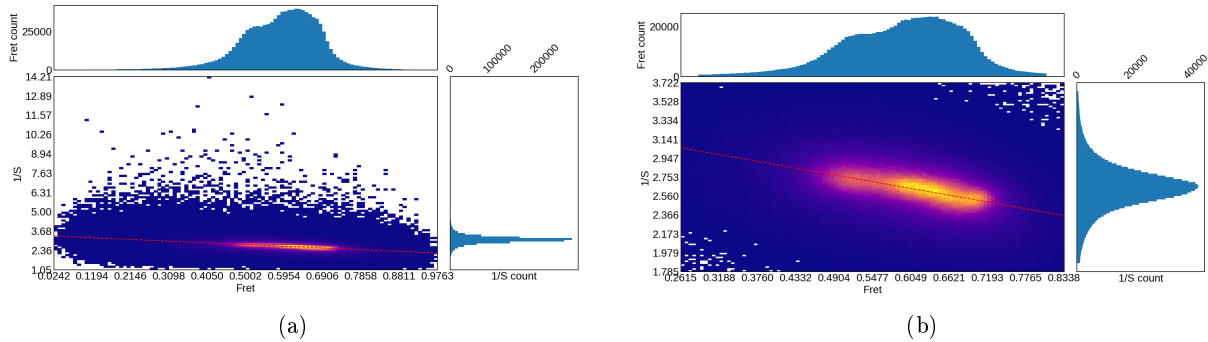 Fret count
25000
0
0
100000
200000
1/S
14.21
12.89
11.57
10.26
8.94
7.63
6.31
5.00
3.68
2.36
1.05
0.0242 0.1194 0.2146 0.3098 0.4050 0.5002 0.5954 0.6906 0.7858 0.8811 0.9763
Fret
1/S count
(a)
Fret count
20000
0
0
20000
40000
1/S
3.722
3.528
3.334
3.141
2.947
2.753
2.560
2.366
2.173
1.979
1.785
0.2615 0.3188 0.3760 0.4332 0.4904 0.5477 0.6049 0.6621 0.7193 0.7765 0.8338
Fret
1/S count
(b)